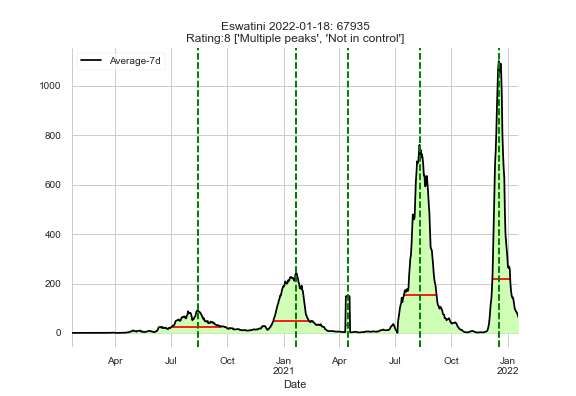 Eswatini 2022-01-18: 67935
Rating:8 ['Multiple peaks', 'Not in control']
Average-7d
1000
800
600
400
200
0
Apr Jul Oct Jan Apr Jul Oct Jan
2021 2022
Date